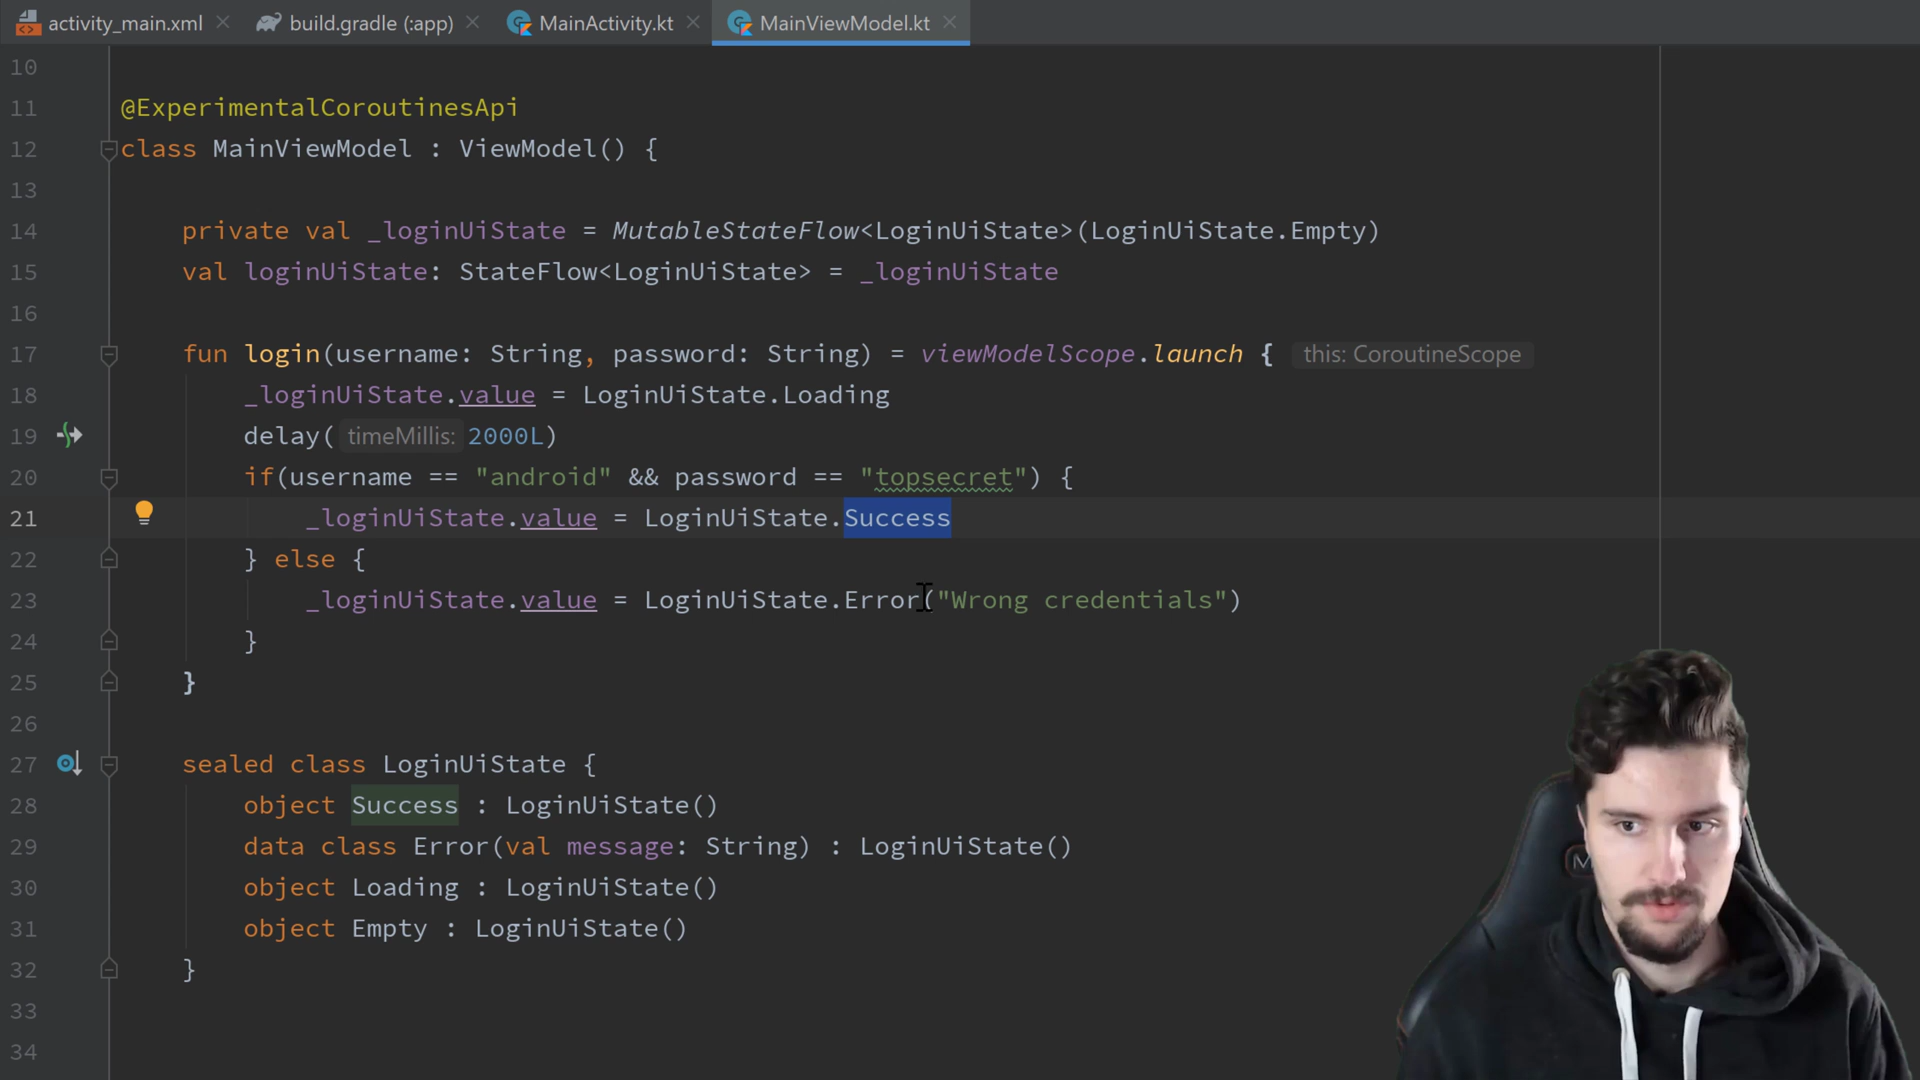 activity_main.xml
build.gradle (:app)
MainActivity.kt
MainViewModel.kt
10
11 @ExperimentalCoroutinesApi
12 class MainViewModel : ViewModel() {
13
14 private val _loginUiState = MutableStateFlow<LoginUiState>(LoginUiState.Empty)
15 val loginUiState: StateFlow<LoginUiState> = _loginUiState
16
17 fun login(username: String, password: String) = viewModelScope.launch { this: CoroutineScope
18 _loginUiState.value = LoginUiState.Loading
19 delay( timeMillis: 2000L)
20 if(username == "android" && password == "topsecret") {
21 _loginUiState.value = LoginUiState.Success
22 } else {
23 _loginUiState.value = LoginUiState.Error("Wrong credentials")
24 }
25 }
26
27 sealed class LoginUiState {
28 object Success : LoginUiState()
29 data class Error(val message: String) : LoginUiState()
30 object Loading : LoginUiState()
31 object Empty : LoginUiState()
32 }
33
34